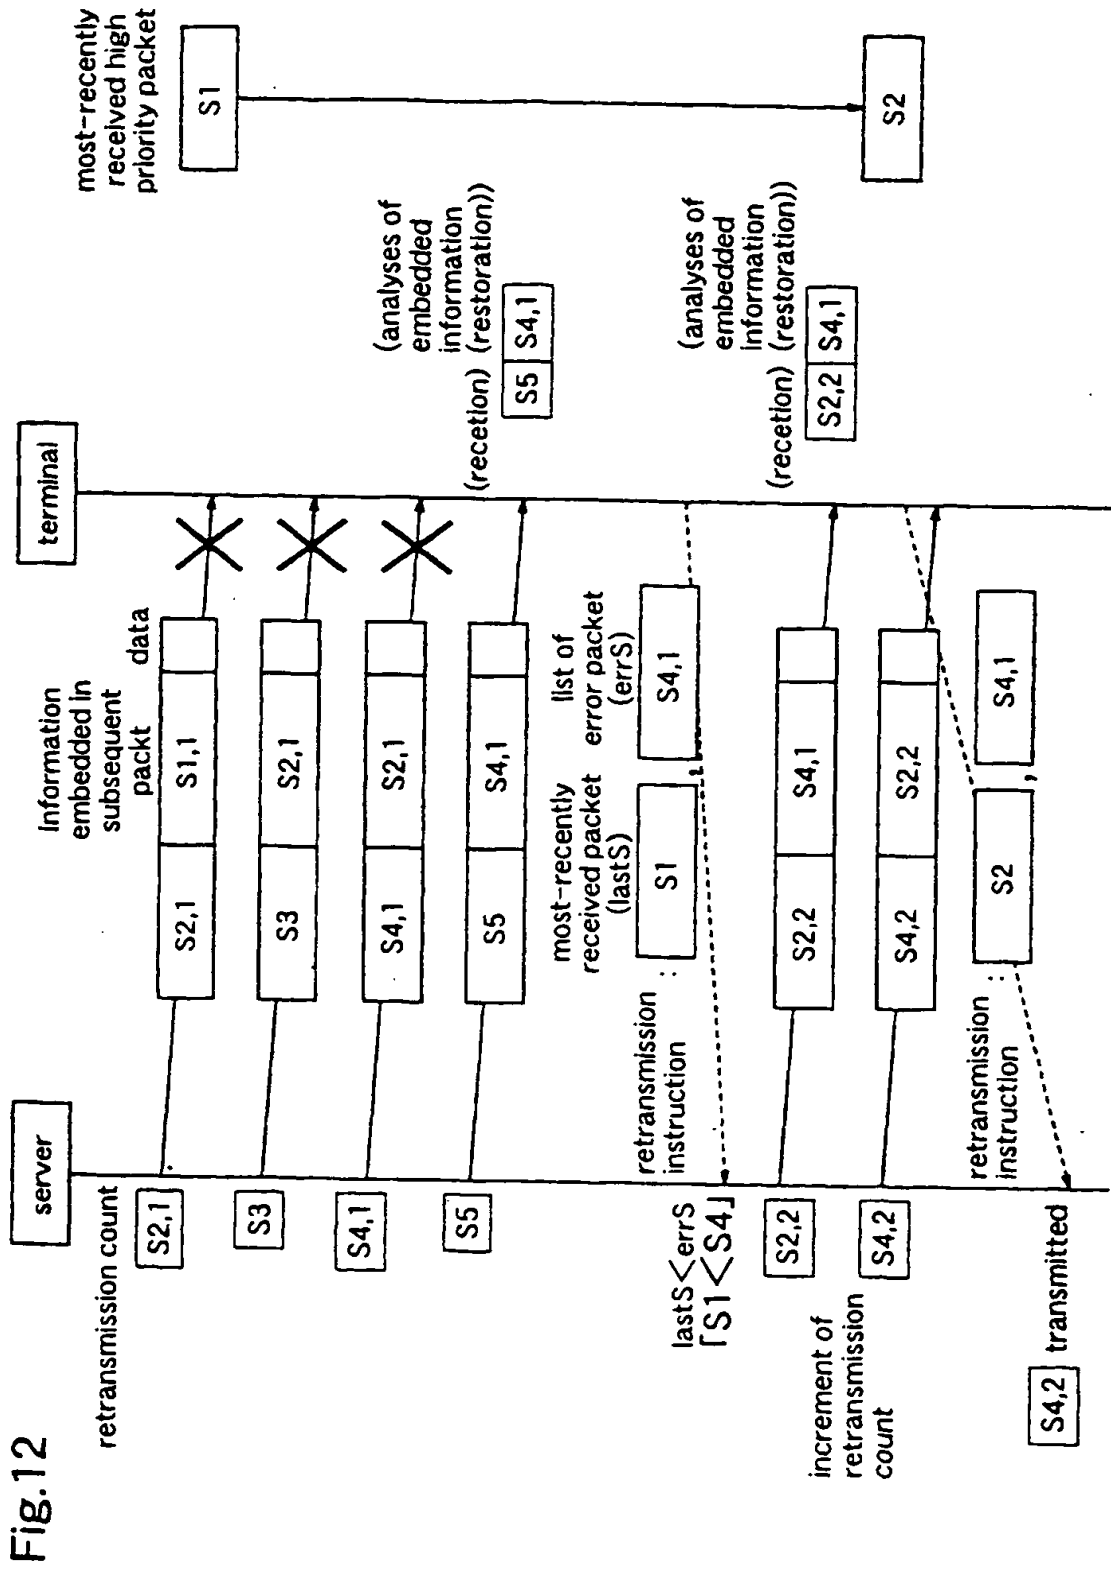 Fig.12
server
terminal
most-recently
received high
priority packet
S1
retransmission count
Information
embedded in
subsequent
packt
data
S2,1
S2,1
S1,1
S3
S3
S2,1
S4,1
S4,1
S2,1
S5
S5
S4,1
(recetion)
(analyses of
embedded
information
(restoration))
S5
S4,1
most-recently
received packet
(lastS)
list of
error packet
(errS)
retransmission
instruction
:
S1
,
S4,1
lastS<errS
「S1<S4」
S2,2
S2,2
S4,1
(recetion)
(analyses of
embedded
information
(restoration))
S2,2
S4,1
S2
increment of
retransmission
count
S4,2
S4,2
S2,2
retransmission
instruction
:
S2
,
S4,1
S4,2
transmitted